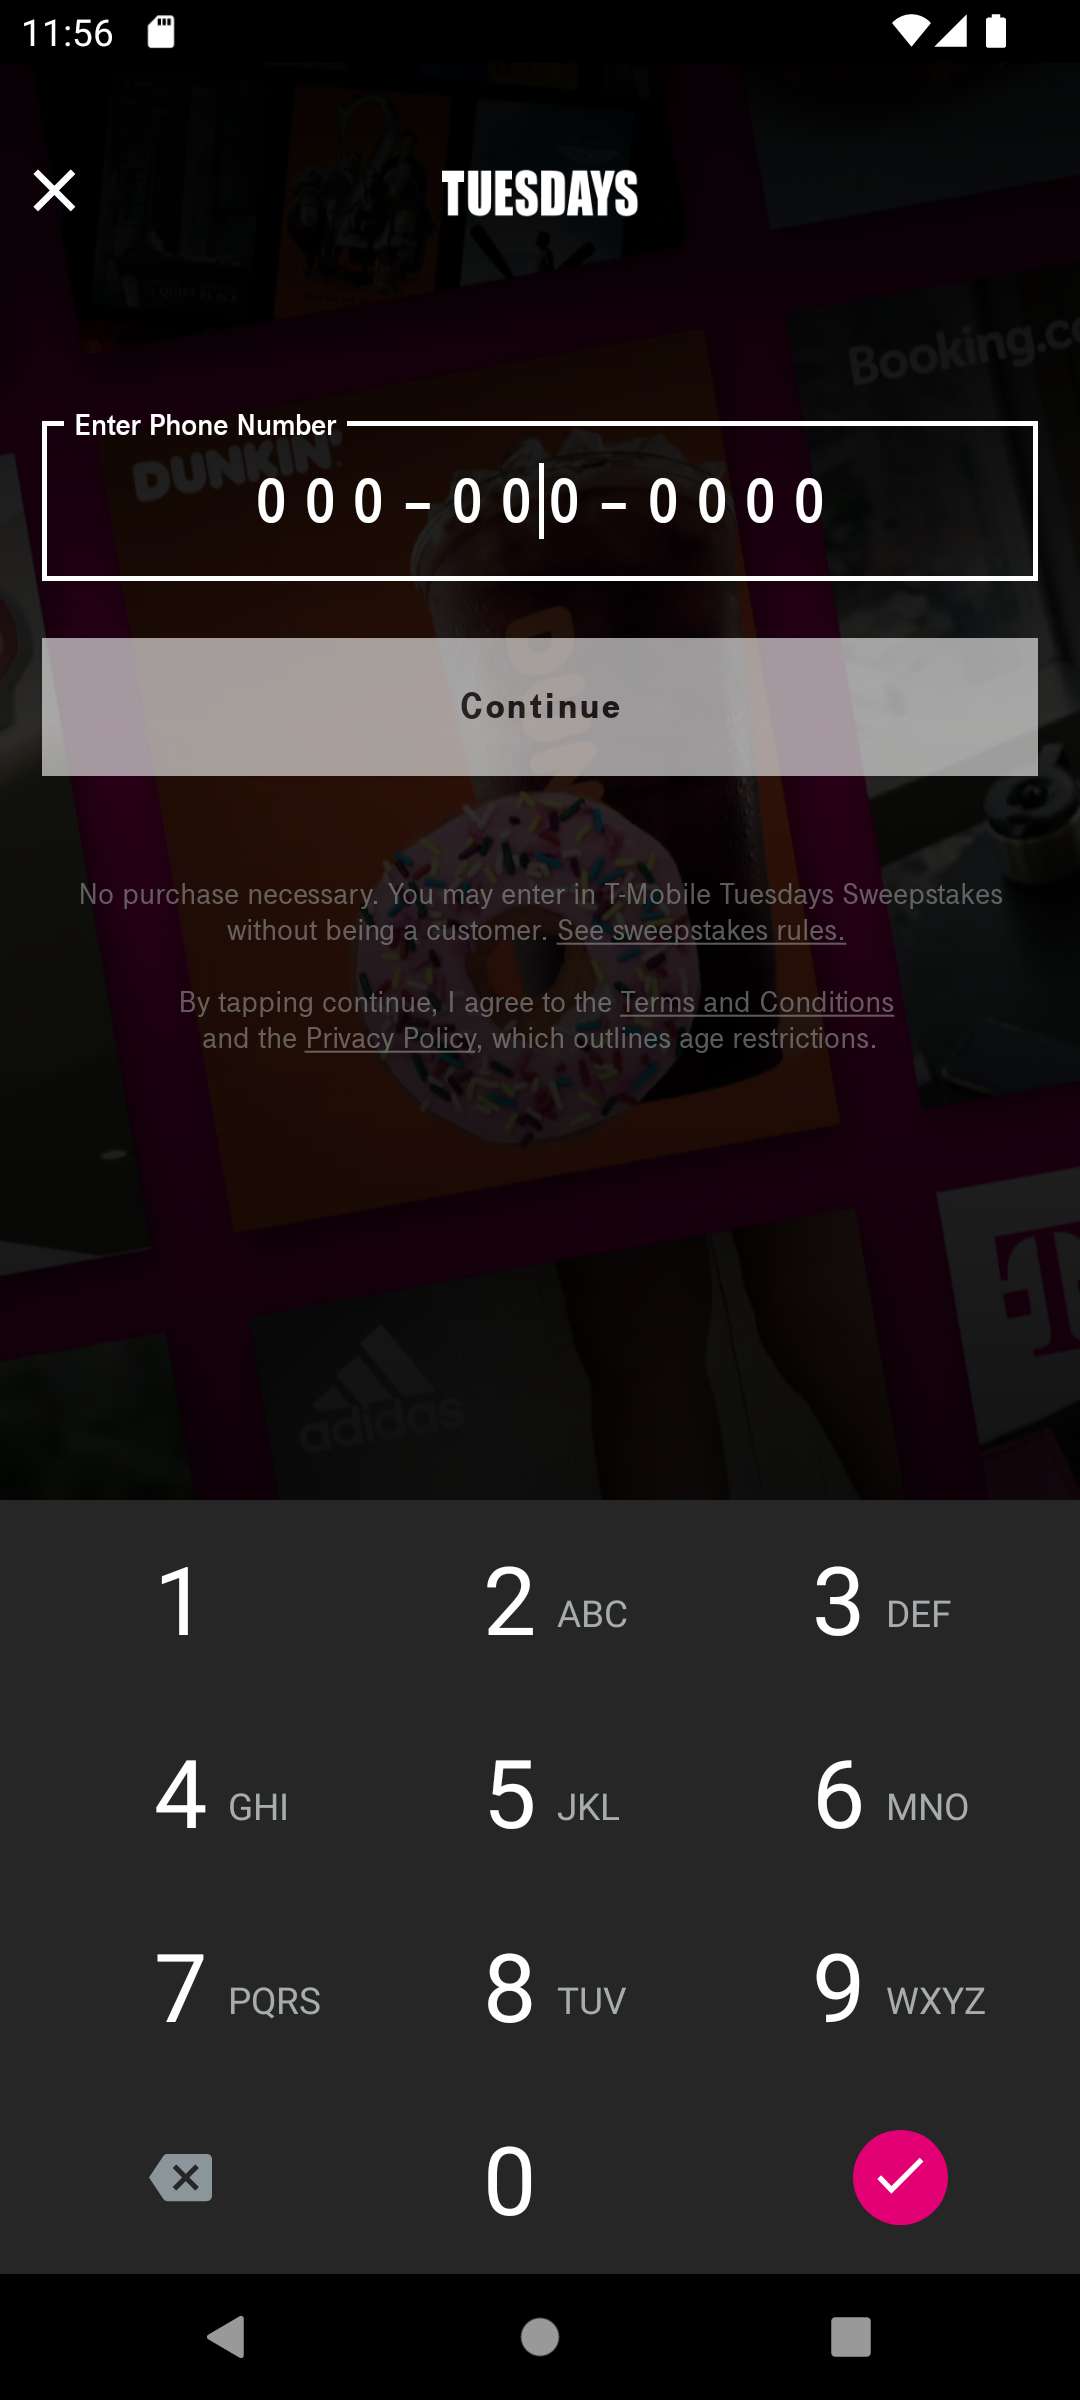 11:56
TUESDAYS
Booking.c
Enter Phone Number
DUNKIN'
000-000-0000
Continue
No purchase necessary. You may enter in T-Mobile Tuesdays Sweepstakes
without being a customer. See sweepstakes rules.
By tapping continue, I agree to the Terms and Conditions
and the Privacy Policy, which outlines age restrictions.
T
adidas
1
2 ABC
3 DEF
4 GHI
5 JKL
6 MNO
7 PQRS
8 TUV
9 WXYZ
0